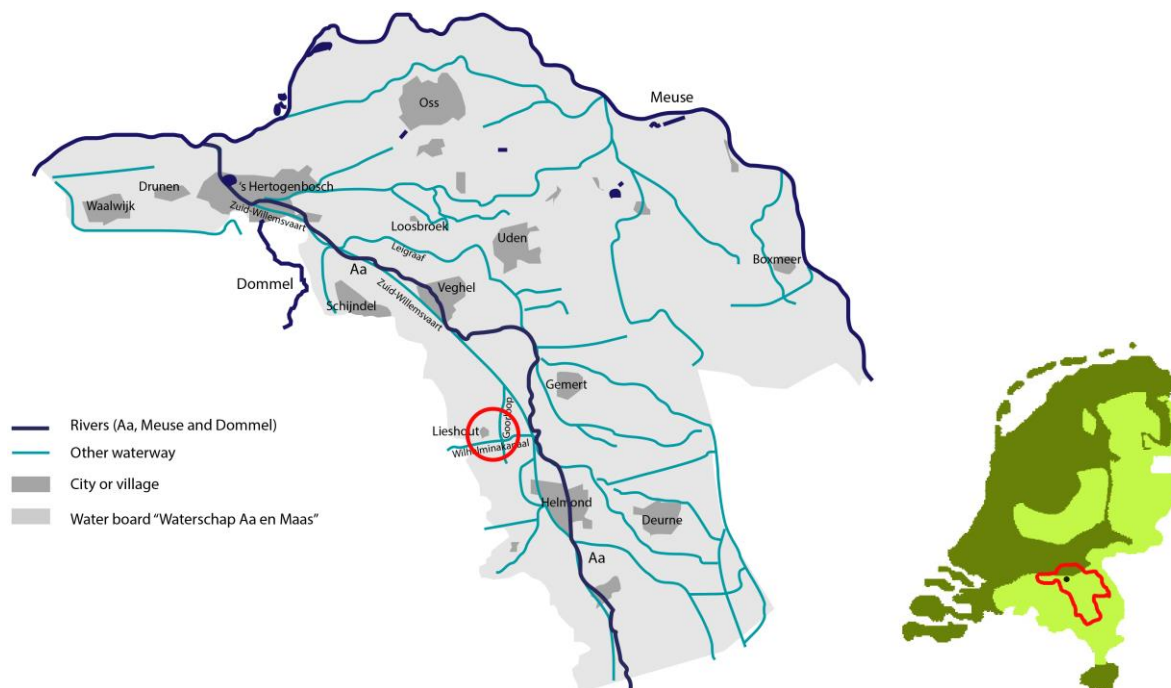 Oss
Meuse
Drunen
's Hertogenbosch
Waalwijk
Zuid-Willemsvaart
Loosbroek
Uden
Leigraaf
Boxmeer
Aa
Dommel
Veghel
Schijndel
Zuid-Willemsvaart
Gemert
Goorloop
Lieshout
Wilhelminakanaal
Helmond
Deurne
Aa
Rivers (Aa, Meuse and Dommel)
Other waterway
City or village
Water board "Waterschap Aa en Maas"